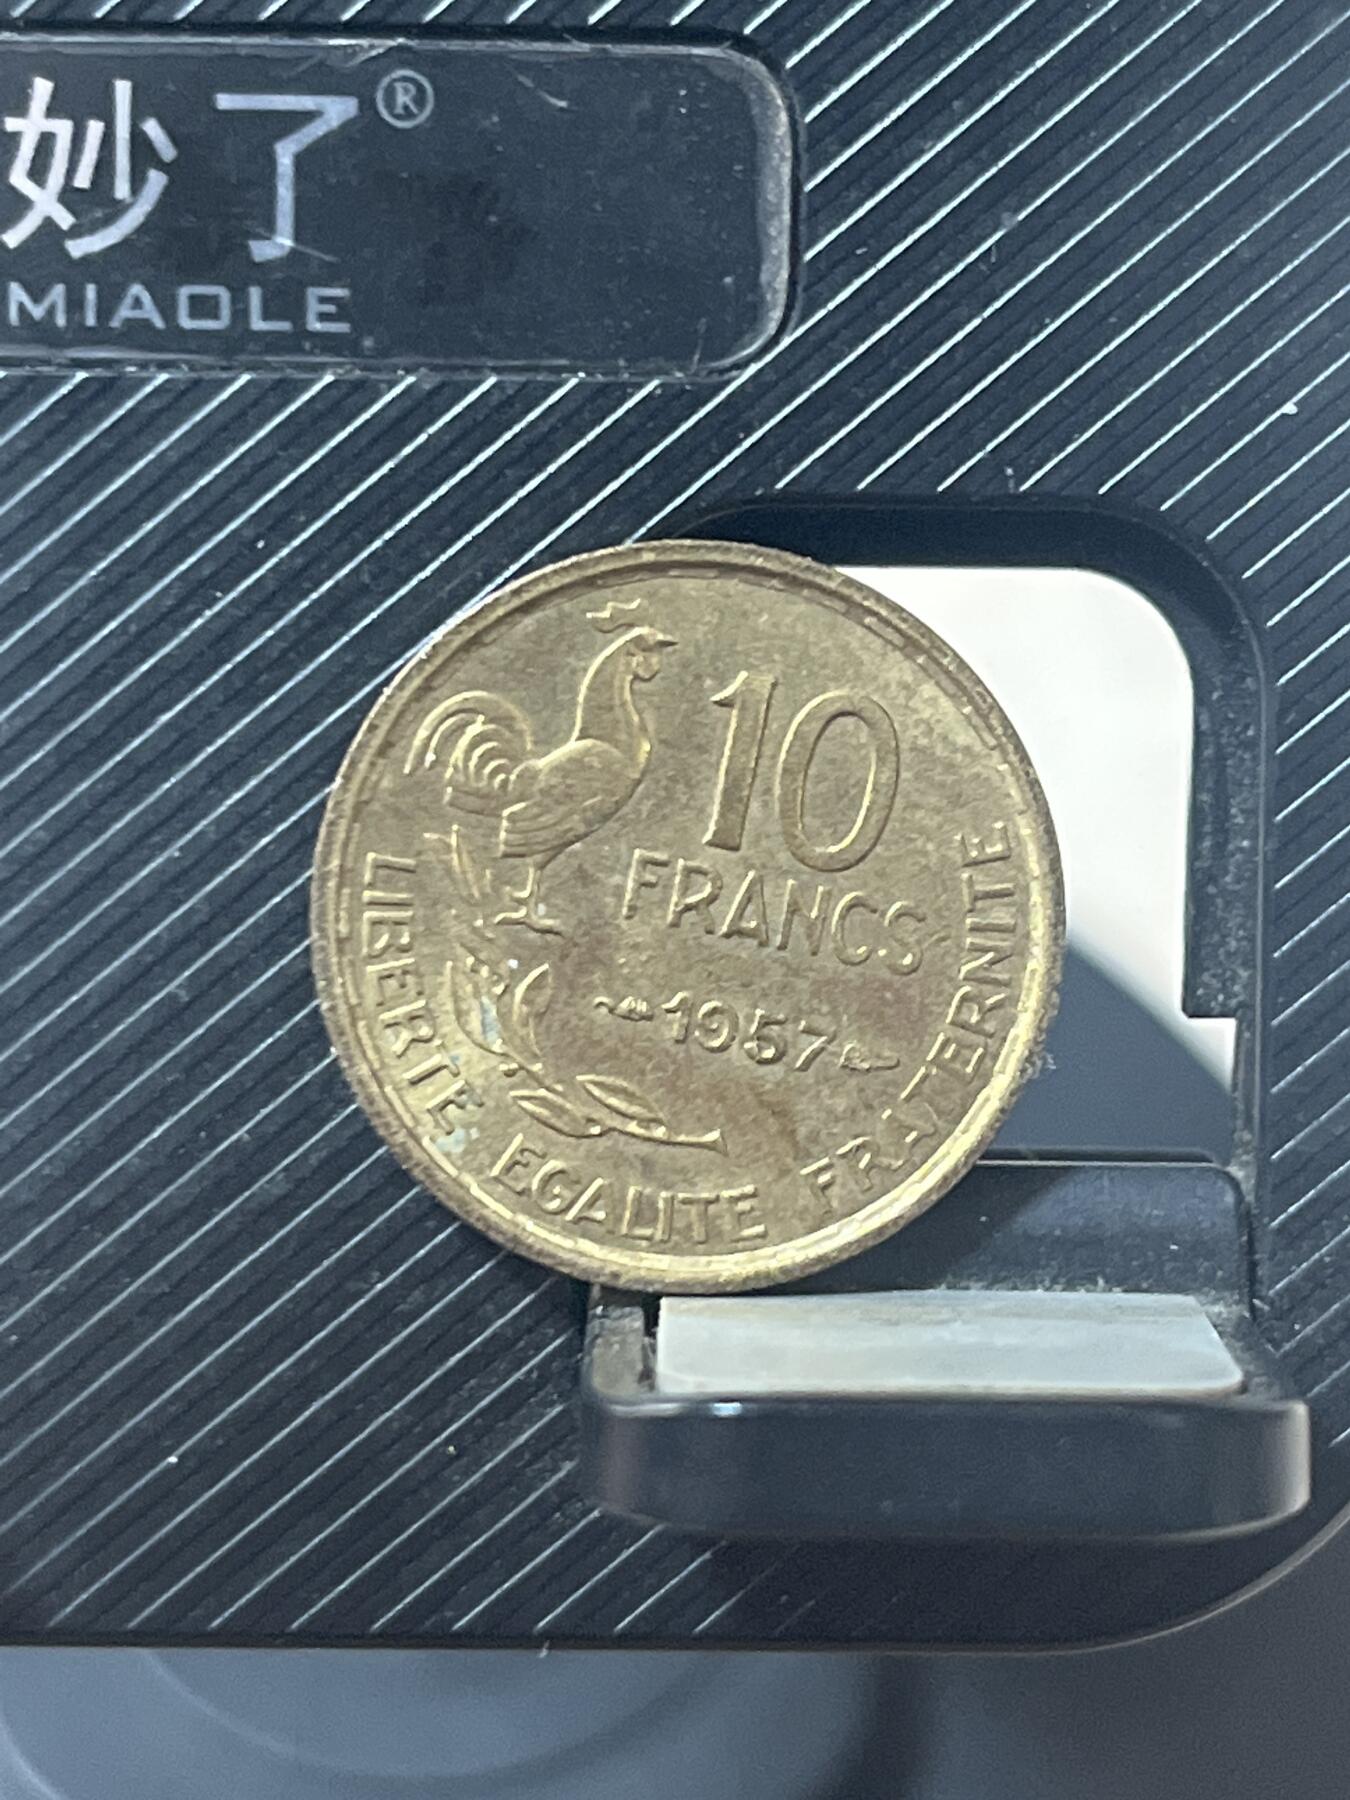 妙了®
MIAOLE
10
FRANCS
1957
LIBERTE EGALITE FRATERNITE